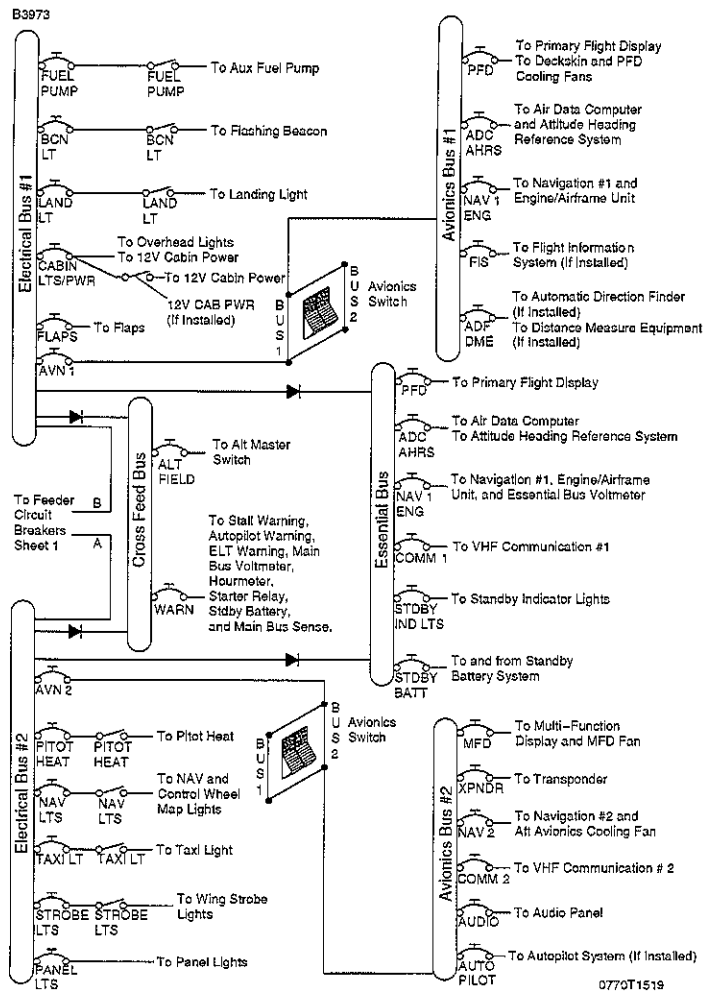 B3973
Electrical Bus #1
FUEL
PUMP
FUEL
PUMP
To Aux Fuel Pump
BCN
LT
BCN
LT
To Flashing Beacon
LAND
LT
LAND
LT
To Landing Light
CABIN
LTS/PWR
To Overhead Lights
To 12V Cabin Power
To 12V Cabin Power
12V CAB PWR
(If Installed)
FLAPS
To Flaps
AVN 1
BUS 1
BUS 2
Avionics
Switch
Avionics Bus #1
PFD
To Primary Flight Display
To Deckskin and PFD
Cooling Fans
ADC
AHRS
To Air Data Computer
and Attitude Heading
Reference System
NAV 1
ENG
To Navigation #1 and
Engine/Airframe Unit
FIS
To Flight Information
System (If Installed)
ADF
DME
To Automatic Direction Finder
(If Installed)
To Distance Measure Equipment
(If Installed)
To Feeder
Circuit
Breakers
Sheet 1
B
A
Cross Feed Bus
ALT
FIELD
To Alt Master
Switch
WARN
To Stall Warning,
Autopilot Warning,
ELT Warning, Main
Bus Voltmeter,
Hourmeter,
Starter Relay,
Stdby Battery,
and Main Bus Sense.
Essential Bus
PFD
To Primary Flight Display
ADC
AHRS
To Air Data Computer
To Attitude Heading Reference System
NAV 1
ENG
To Navigation #1, Engine/Airframe
Unit, and Essential Bus Voltmeter
COMM 1
To VHF Communication #1
STDBY
IND LTS
To Standby Indicator Lights
STDBY
BATT
To and from Standby
Battery System
Electrical Bus #2
AVN 2
PITOT
HEAT
PITOT
HEAT
To Pitot Heat
NAV
LTS
NAV
LTS
To NAV and
Control Wheel
Map Lights
TAXI LT
TAXI LT
To Taxi Light
STROBE
LTS
STROBE
LTS
To Wing Strobe
Lights
PANEL
LTS
To Panel Lights
BUS 1
BUS 2
Avionics
Switch
Avionics Bus #2
MFD
To Multi-Function
Display and MFD Fan
XPNDR
To Transponder
NAV 2
To Navigation #2 and
Aft Avionics Cooling Fan
COMM 2
To VHF Communication # 2
AUDIO
To Audio Panel
AUTO
PILOT
To Autopilot System (If Installed)
0770T1519